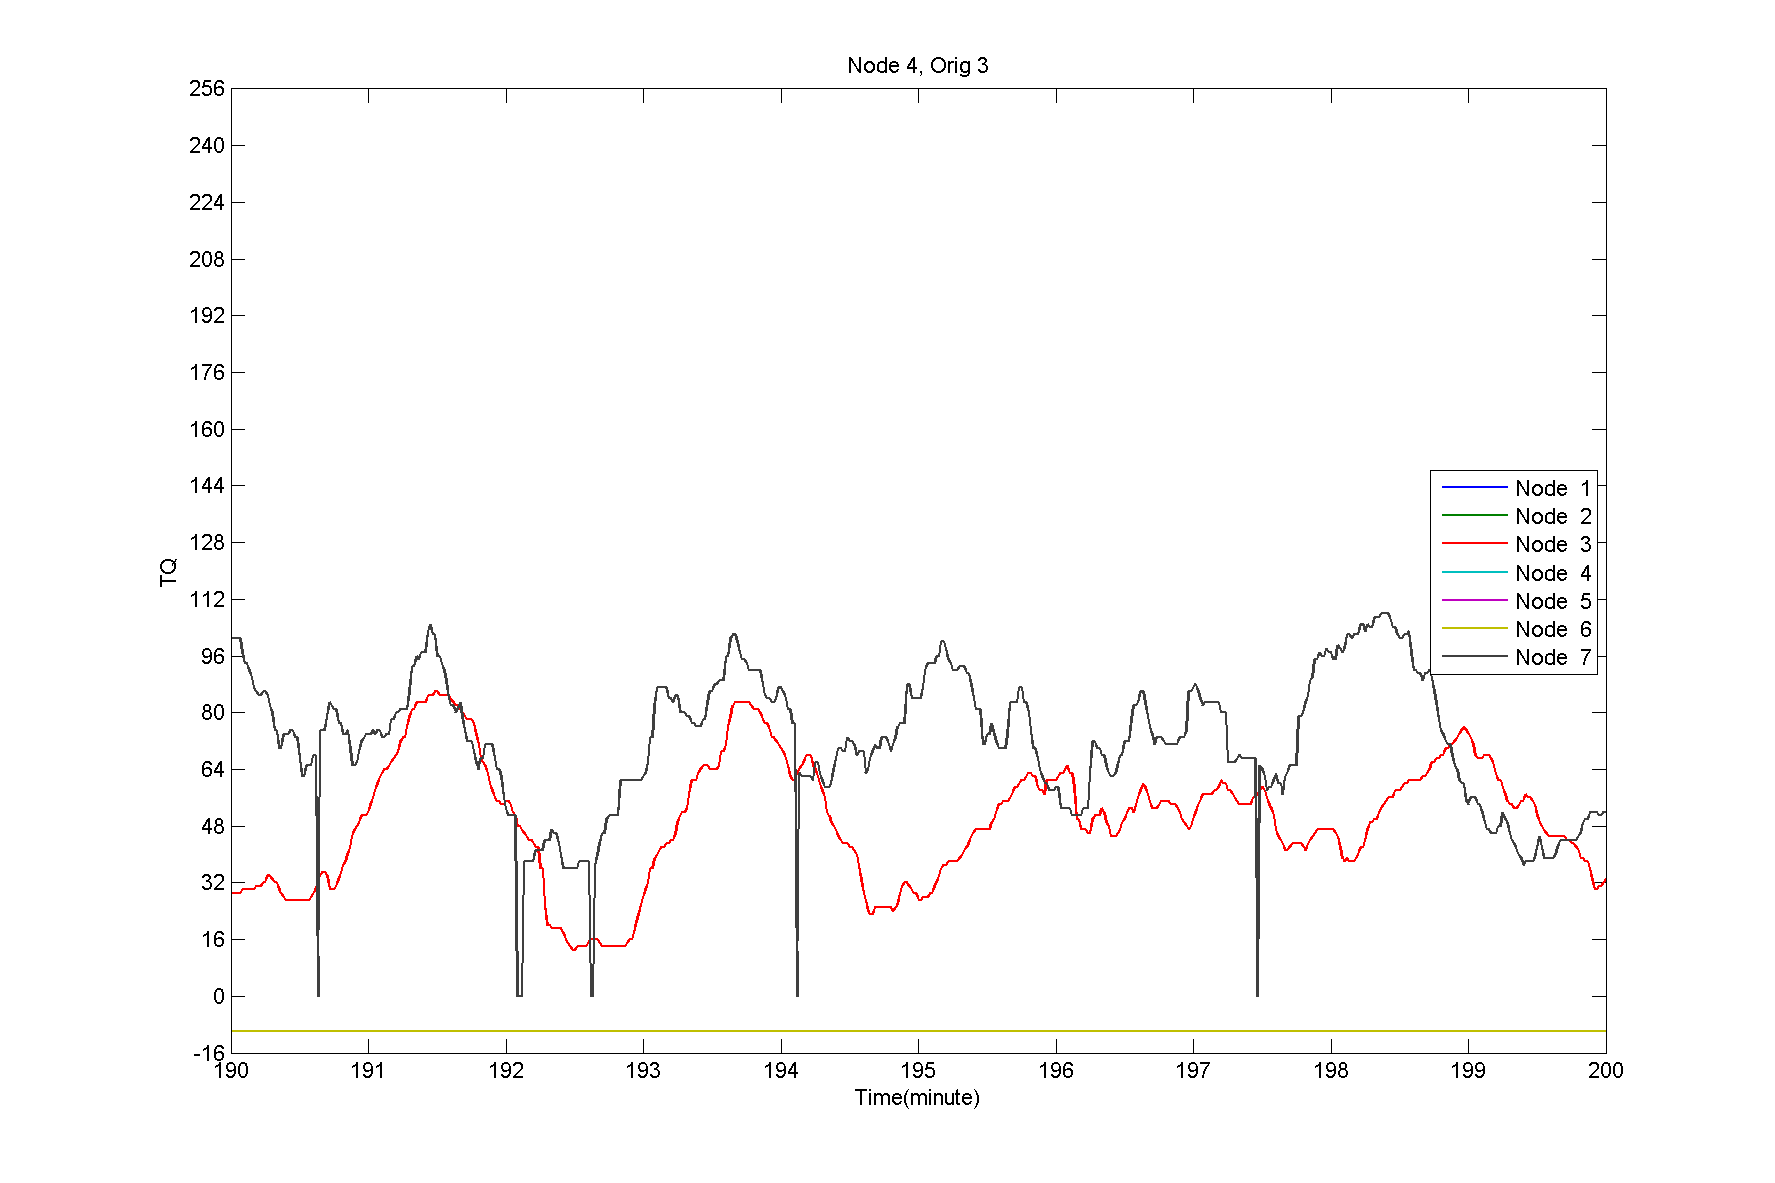 Node 4, Orig 3
256
240
224
208
192
176
160
144
128
112
96
80
64
48
32
16
0
-16
TQ
Node 1
Node 2
Node 3
Node 4
Node 5
Node 6
Node 7
190 191 192 193 194 195 196 197 198 199 200
Time(minute)